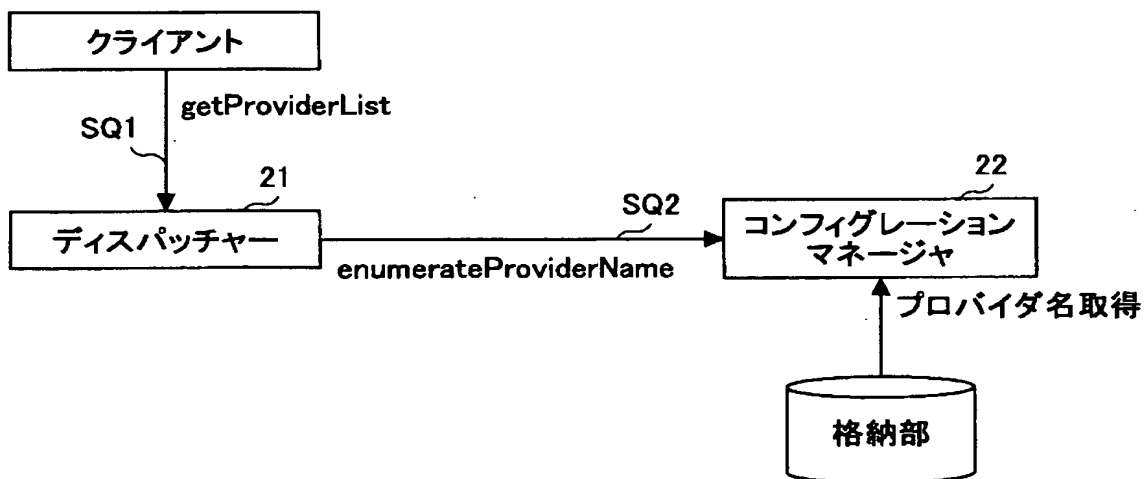 クライアント
getProviderList
SQ1
21
ディスパッチャー
SQ2
enumerateProviderName
22
コンフィグレーション
マネージャ
プロバイダ名取得
格納部